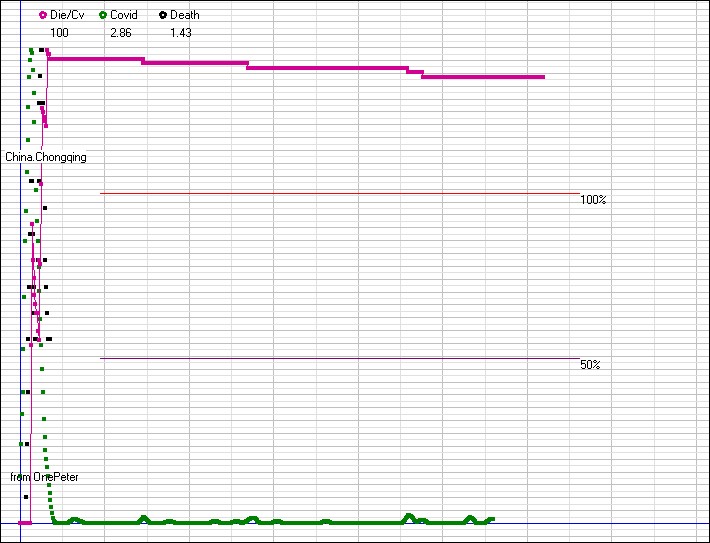 Die/Cv Covid Death
100 2.86 1.43
China.Chongqing
100%
50%
from OnePeter